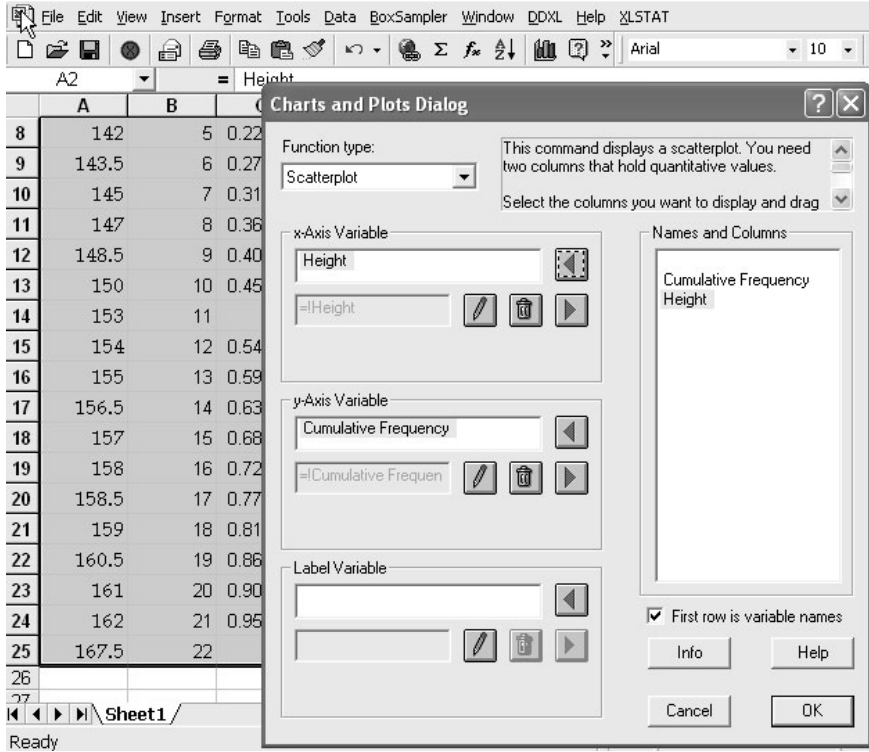 File Edit View Insert Format Tools Data BoxSampler Window DDXL Help XLSTAT
Arial 10
A2 = Height
A B
8 142 5 0.22
9 143.5 6 0.27
10 145 7 0.31
11 147 8 0.36
12 148.5 9 0.40
13 150 10 0.45
14 153 11
15 154 12 0.54
16 155 13 0.59
17 156.5 14 0.63
18 157 15 0.68
19 158 16 0.72
20 158.5 17 0.77
21 159 18 0.81
22 160.5 19 0.86
23 161 20 0.90
24 162 21 0.95
25 167.5 22
26
27
Sheet1
Ready
Charts and Plots Dialog
Function type:
Scatterplot
This command displays a scatterplot. You need
two columns that hold quantitative values.
Select the columns you want to display and drag
x-Axis Variable
Height
=!Height
y-Axis Variable
Cumulative Frequency
=!Cumulative Frequen
Label Variable
Names and Columns
Cumulative Frequency
Height
First row is variable names
Info Help
Cancel OK